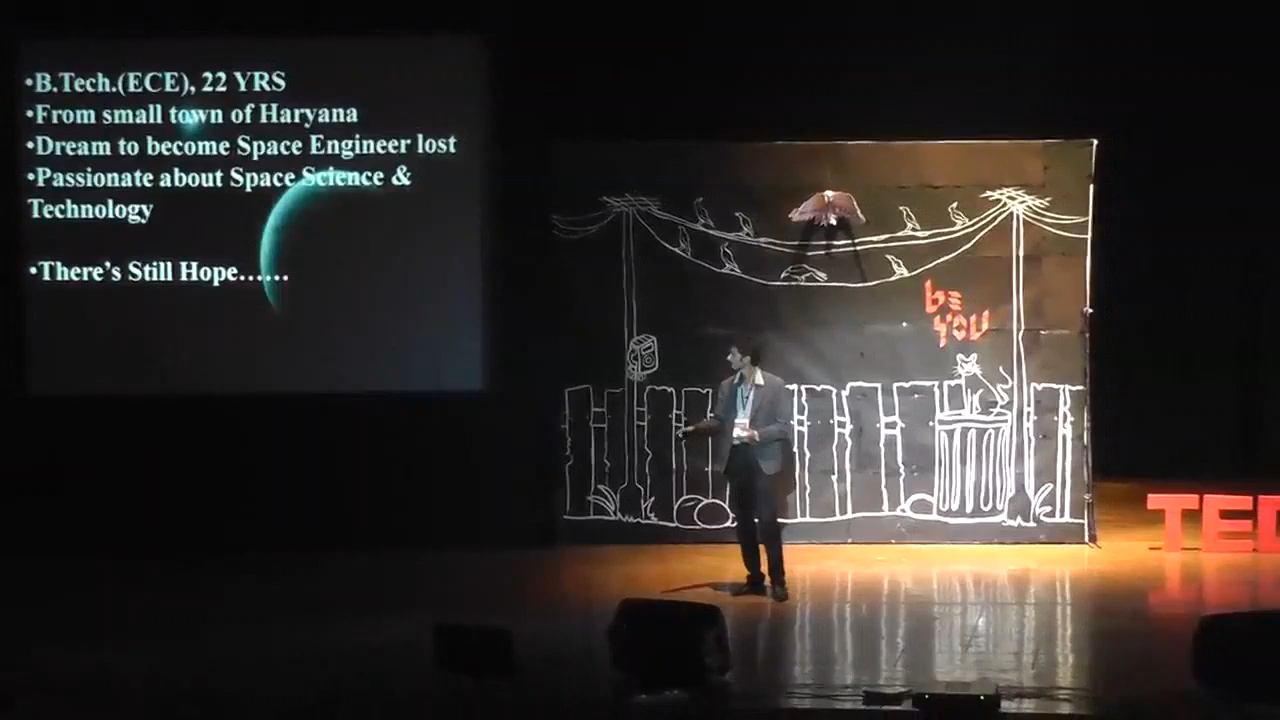 •B.Tech.(ECE), 22 YRS
•From small town of Haryana
•Dream to become Space Engineer lost
•Passionate about Space Science &
Technology
•There's Still Hope……
be
YOU
TED